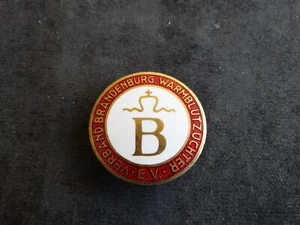 VERBAND BRANDENBURG. WARMBLUTZÜCHTER
· E.V. ·
B